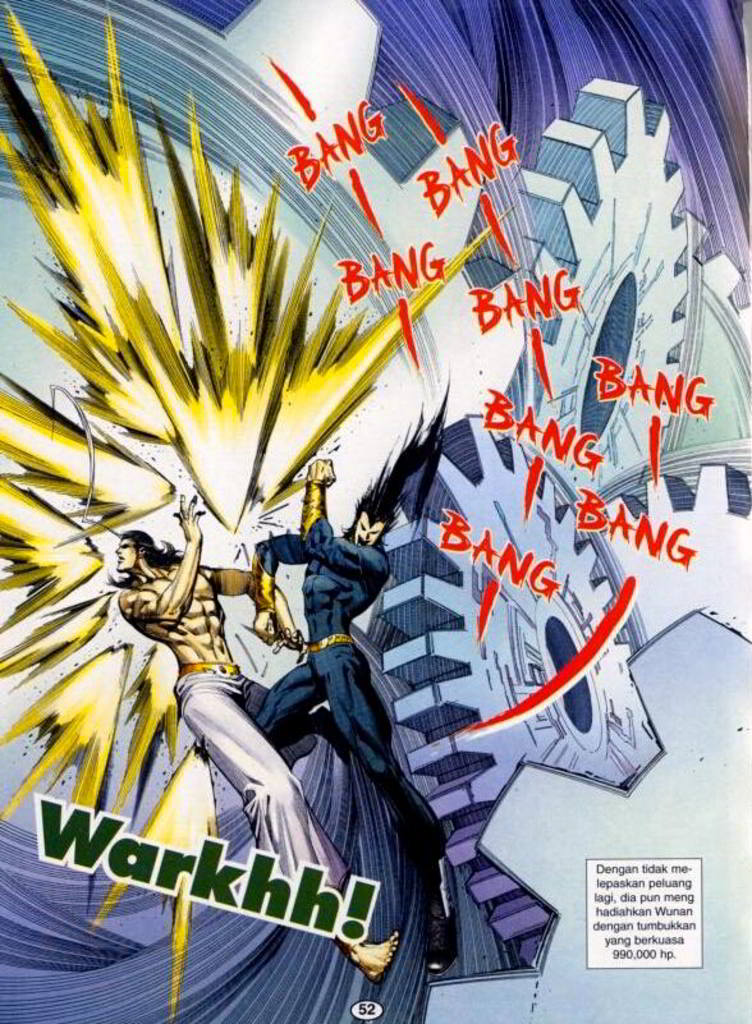 BANG
BANG
BANG
BANG
BANG
BANG
BANG
BANG
Warkhh!
Dengan tidak me-
lepaskan peluang
lagi, dia pun meng
hadiahkan Wunan
dengan tumbukkan
yang berkuasa
990,000 hp.
52